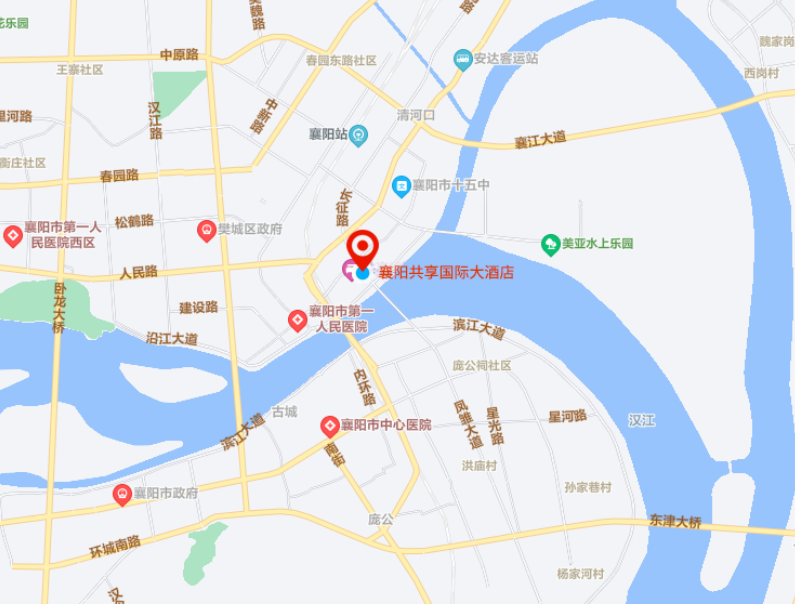 花乐园
吴魏路
春园路
中原路
王寨社区
春园东路社区
安达客运站
魏家岗
西岗村
汉江路
中新路
清河口
襄阳站
襄江大道
星河路
衡庄社区
春园路
襄阳市十五中
长征路
松鹤路
襄阳市第一人
民医院西区
樊城区政府
美亚水上乐园
人民路
襄阳共享国际大酒店
卧龙大桥
建设路
襄阳市第一
人民医院
沿江大道
滨江大道
庞公祠社区
内环路
凤雏大道
星光路
星河路
汉江
古城
滨江大道
襄阳市中心医院
南街
洪庙村
孙家巷村
襄阳市政府
庞公
东津大桥
环城南路
杨家河村